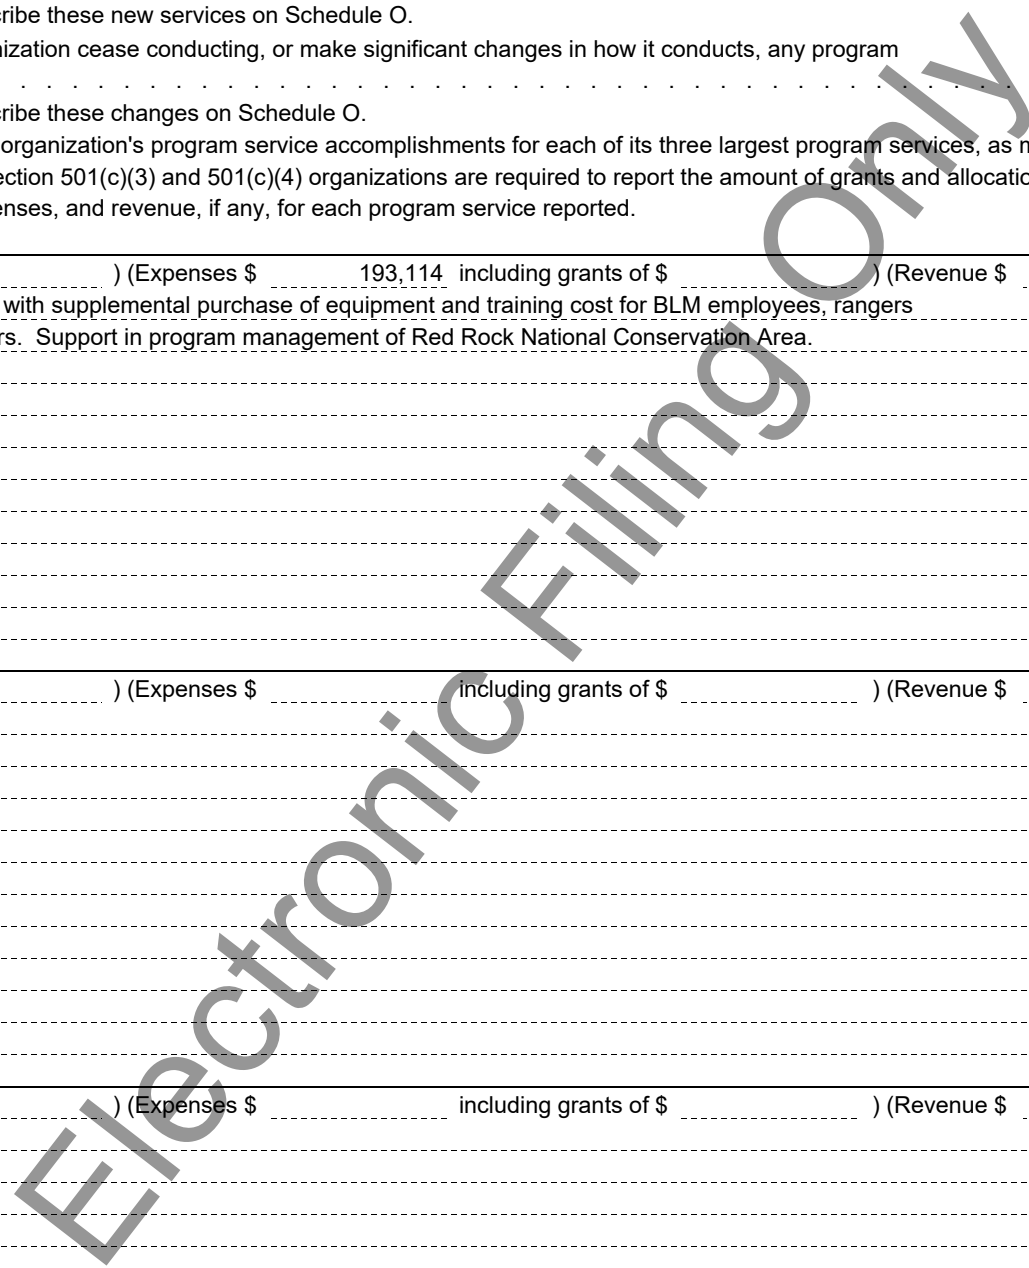 cribe these new services on Schedule O.
nization cease conducting, or make significant changes in how it conducts, any program
. . . . . . . . . . . . . . . . . . . . . . . . . . . . . . . . . . . . . . .
cribe these changes on Schedule O.
organization's program service accomplishments for each of its three largest program services, as m
ection 501(c)(3) and 501(c)(4) organizations are required to report the amount of grants and allocatio
enses, and revenue, if any, for each program service reported.
) (Expenses $ 193,114 including grants of $ ) (Revenue $
with supplemental purchase of equipment and training cost for BLM employees, rangers
rs. Support in program management of Red Rock National Conservation Area.
) (Expenses $ including grants of $ ) (Revenue $
) (Expenses $ including grants of $ ) (Revenue $
Electronic Filing Only